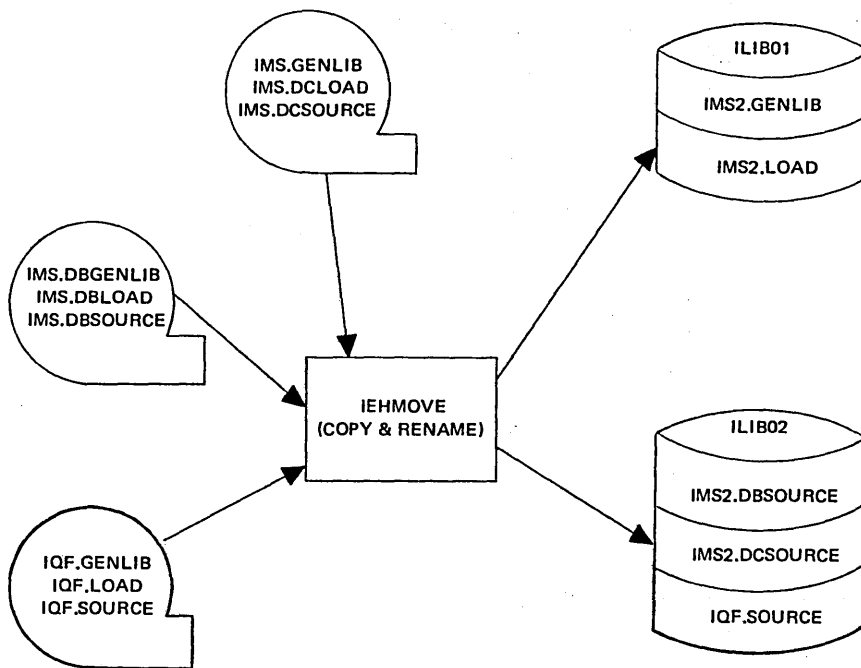 IMS.GENLIB
IMS.DCLOAD
IMS.DCSOURCE
ILIB01
IMS2.GENLIB
IMS2.LOAD
IMS.DBGENLIB
IMS.DBLOAD
IMS.DBSOURCE
IEHMOVE
(COPY & RENAME)
ILIB02
IMS2.DBSOURCE
IMS2.DCSOURCE
IQF.SOURCE
IQF.GENLIB
IQF.LOAD
IQF.SOURCE